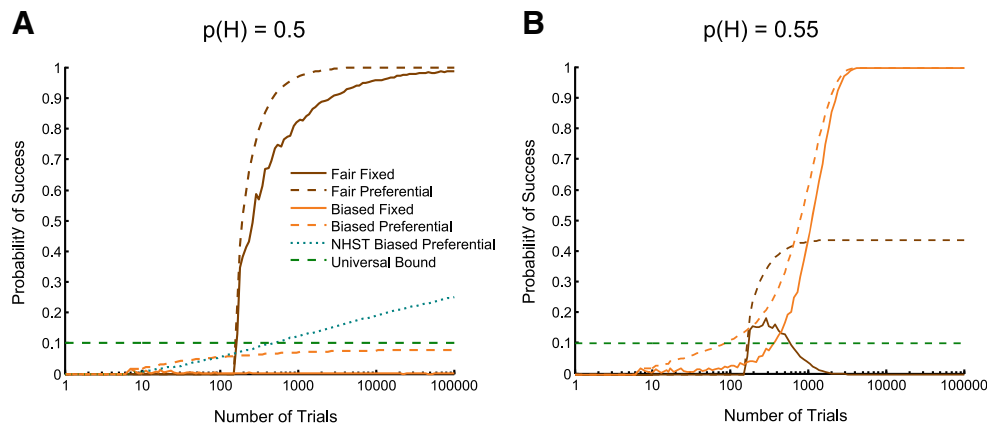 A
p(H) = 0.5
Probability of Success
1
0.9
0.8
0.7
0.6
0.5
0.4
0.3
0.2
0.1
0
Fair Fixed
Fair Preferential
Biased Fixed
Biased Preferential
NHST Biased Preferential
Universal Bound
1 10 100 1000 10000 100000
Number of Trials
B
p(H) = 0.55
Probability of Success
1
0.9
0.8
0.7
0.6
0.5
0.4
0.3
0.2
0.1
0
1 10 100 1000 10000 100000
Number of Trials